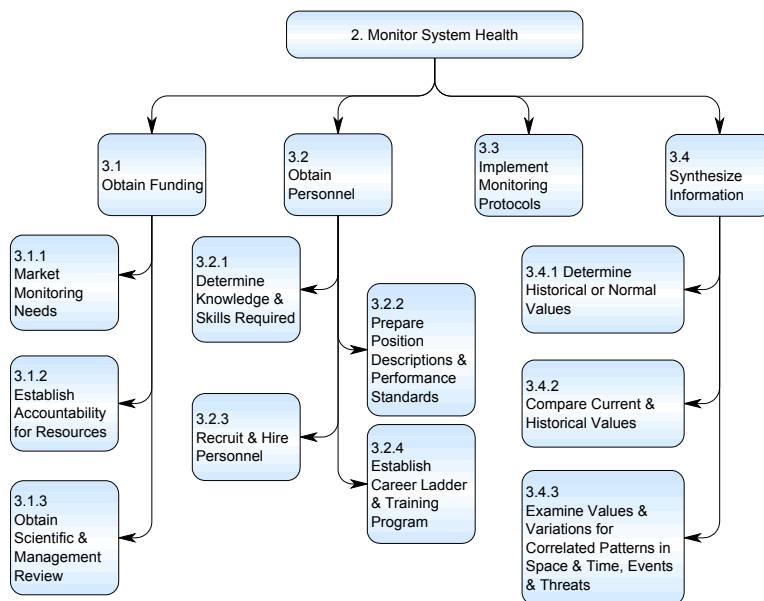 2. Monitor System Health
3.1
Obtain Funding
3.2
Obtain
Personnel
3.3
Implement
Monitoring
Protocols
3.4
Synthesize
Information
3.1.1
Market
Monitoring
Needs
3.1.2
Establish
Accountability
for Resources
3.1.3
Obtain
Scientific &
Management
Review
3.2.1
Determine
Knowledge &
Skills Required
3.2.2
Prepare
Position
Descriptions &
Performance
Standards
3.2.3
Recruit & Hire
Personnel
3.2.4
Establish
Career Ladder
& Training
Program
3.4.1 Determine
Historical or Normal
Values
3.4.2
Compare Current &
Historical Values
3.4.3
Examine Values &
Variations for
Correlated Patterns in
Space & Time, Events
& Threats